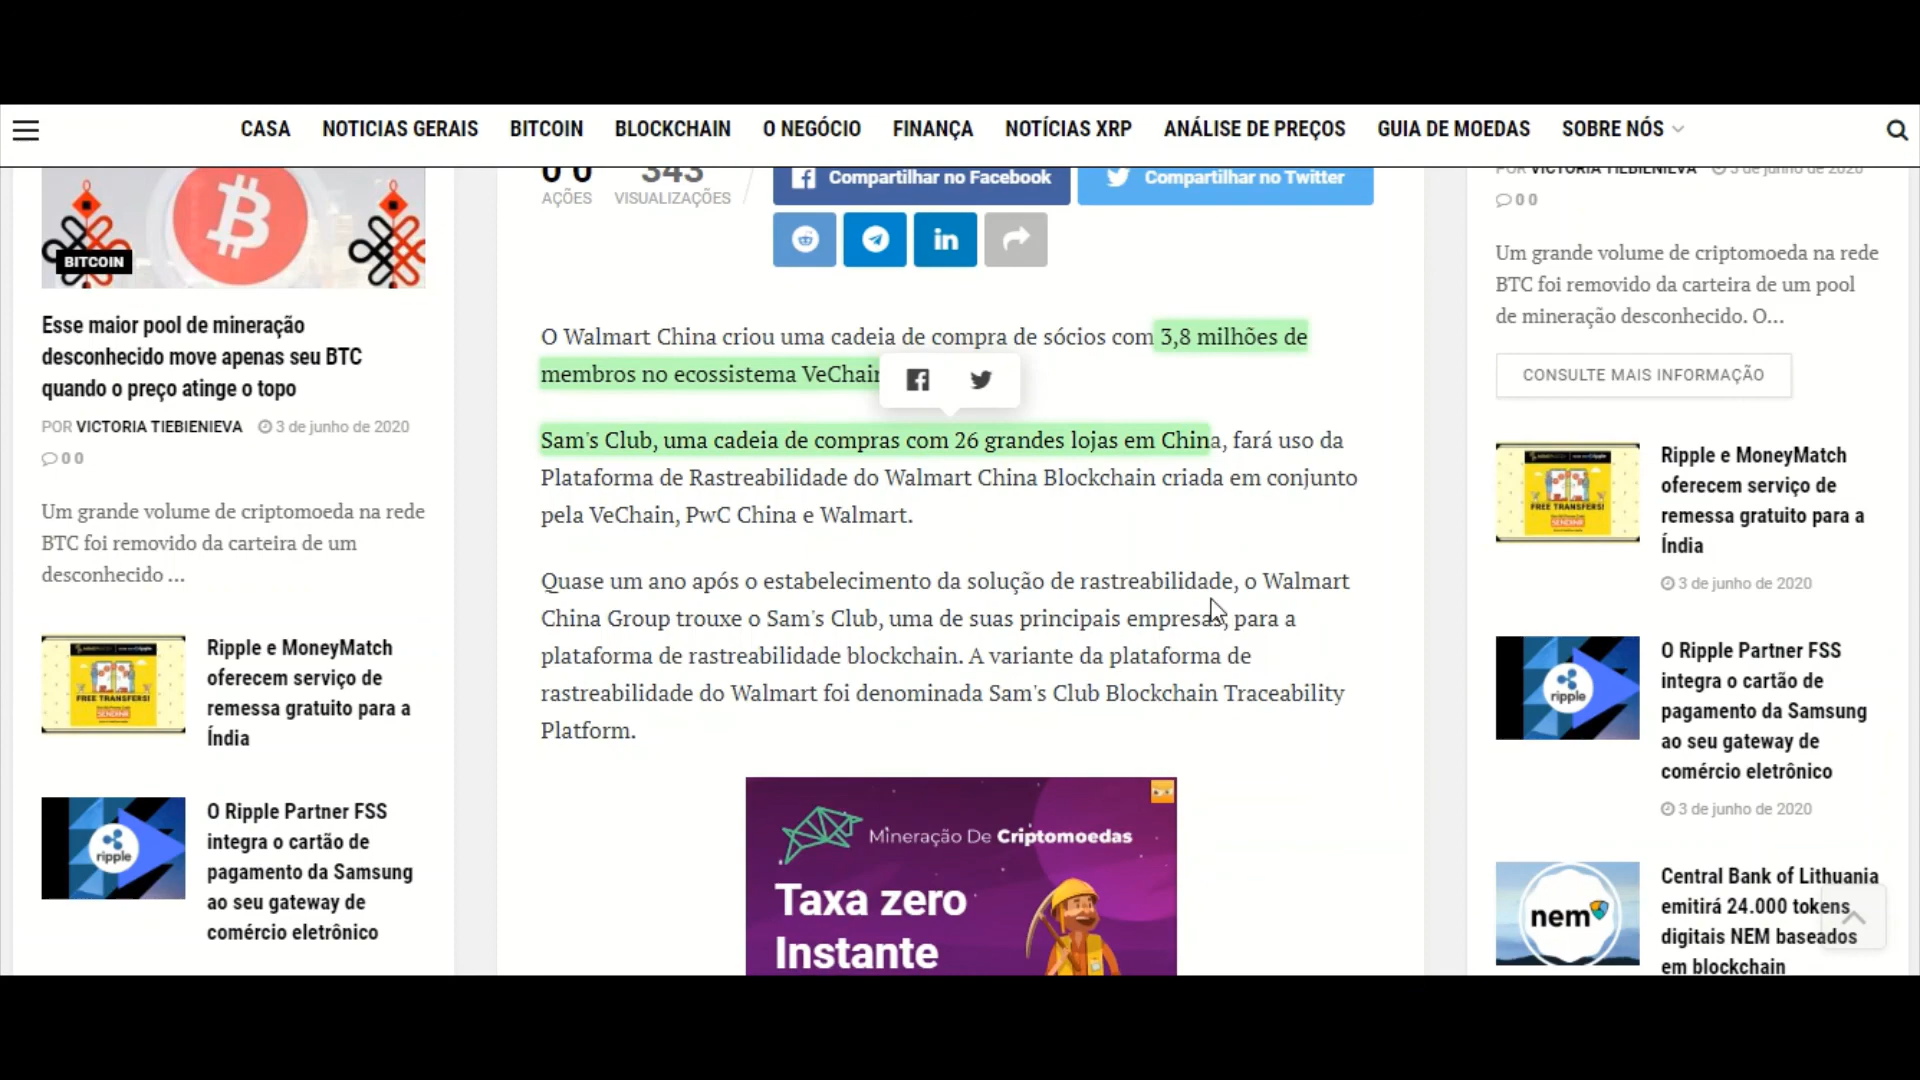 CASA NOTICIAS GERAIS BITCOIN BLOCKCHAIN O NEGÓCIO FINANÇA NOTÍCIAS XRP ANÁLISE DE PREÇOS GUIA DE MOEDAS SOBRE NÓS
BITCOIN
Esse maior pool de mineração
desconhecido move apenas seu BTC
quando o preço atinge o topo
POR VICTORIA TIEBIENIEVA 3 de junho de 2020
0 0
Um grande volume de criptomoeda na rede
BTC foi removido da carteira de um
desconhecido ...
FREE TRANSFERS!
Ripple e MoneyMatch
oferecem serviço de
remessa gratuito para a
Índia
ripple
O Ripple Partner FSS
integra o cartão de
pagamento da Samsung
ao seu gateway de
comércio eletrônico
0 0 343
AÇÕES VISUALIZAÇÕES
Compartilhar no Facebook Compartilhar no Twitter
in
O Walmart China criou uma cadeia de compra de sócios com 3,8 milhões de
membros no ecossistema VeChain
Sam's Club, uma cadeia de compras com 26 grandes lojas em China, fará uso da
Plataforma de Rastreabilidade do Walmart China Blockchain criada em conjunto
pela VeChain, PwC China e Walmart.
Quase um ano após o estabelecimento da solução de rastreabilidade, o Walmart
China Group trouxe o Sam's Club, uma de suas principais empresas, para a
plataforma de rastreabilidade blockchain. A variante da plataforma de
rastreabilidade do Walmart foi denominada Sam's Club Blockchain Traceability
Platform.
Mineração De Criptomoedas
Taxa zero
Instante
POR VICTORIA TIEBIENIEVA 3 de junho de 2020
0 0
Um grande volume de criptomoeda na rede
BTC foi removido da carteira de um pool
de mineração desconhecido. O...
CONSULTE MAIS INFORMAÇÃO
FREE TRANSFERS!
Ripple e MoneyMatch
oferecem serviço de
remessa gratuito para a
Índia
3 de junho de 2020
ripple
O Ripple Partner FSS
integra o cartão de
pagamento da Samsung
ao seu gateway de
comércio eletrônico
3 de junho de 2020
nem
Central Bank of Lithuania
emitirá 24.000 tokens
digitais NEM baseados
em blockchain